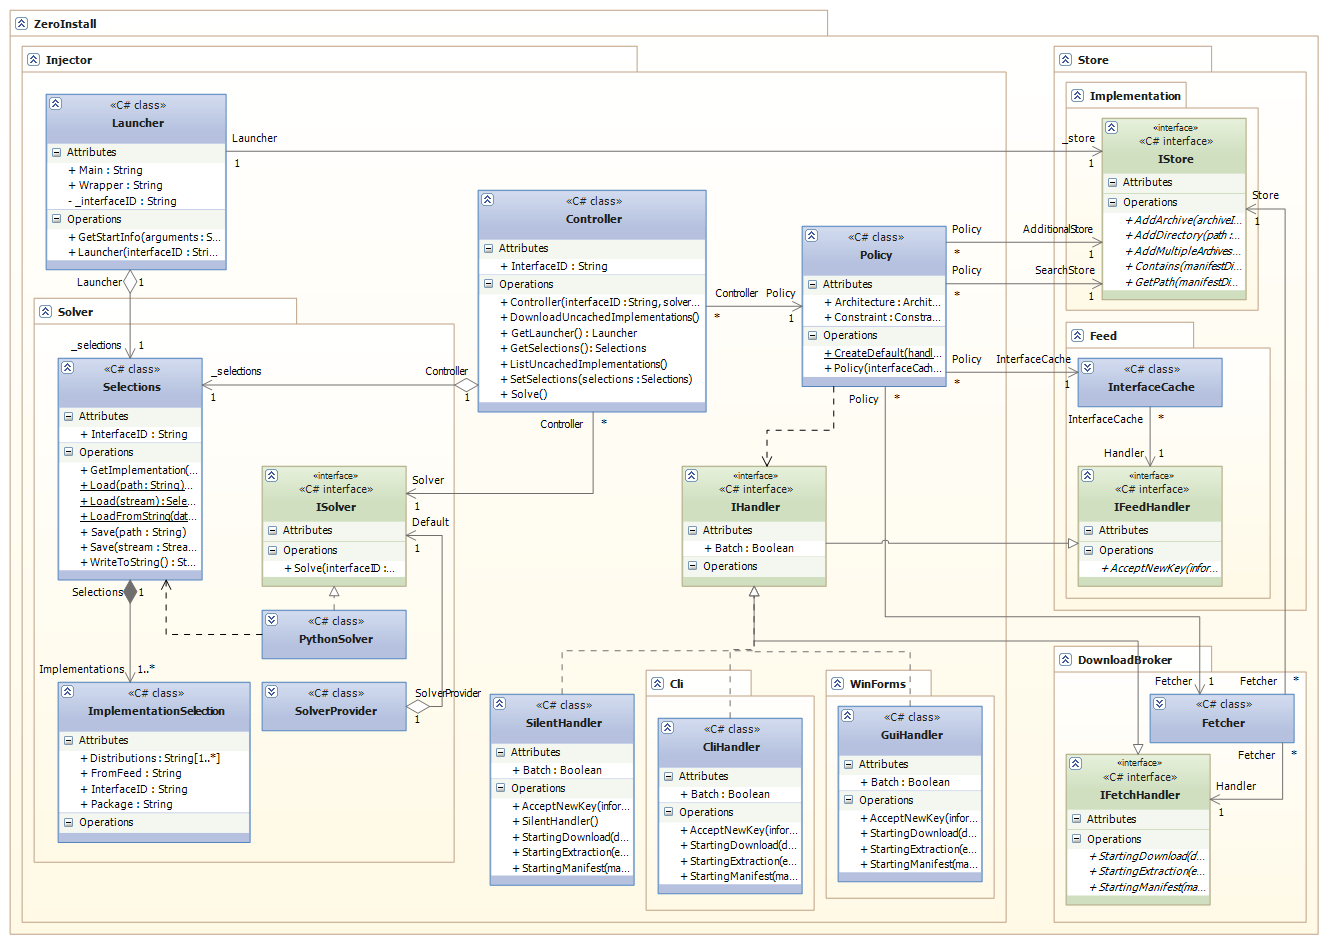 ZeroInstall
Injector
Store
Implementation
«C# class»
Launcher
Attributes
+ Main : String
+ Wrapper : String
- _interfaceID : String
Operations
+ GetStartInfo(arguments : S...
+ Launcher(interfaceID : Stri...
Launcher
1
_store
1
Launcher
1
_selections
1
«interface»
«C# interface»
IStore
Attributes
Operations
+ AddArchive(archiveI...
+ AddDirectory(path :...
+ AddMultipleArchives...
+ Contains(manifestDi...
+ GetPath(manifestDi...
Store
1
«C# class»
Controller
Attributes
+ InterfaceID : String
Operations
+ Controller(interfaceID : String, solver...
+ DownloadUncachedImplementations()
+ GetLauncher() : Launcher
+ GetSelections() : Selections
+ ListUncachedImplementations()
+ SetSelections(selections : Selections)
+ Solve()
Controller
*
Policy
1
«C# class»
Policy
Attributes
+ Architecture : Archit...
+ Constraint : Constra...
Operations
+ CreateDefault(handl...
+ Policy(interfaceCach...
Policy
*
AdditionalStore
1
Policy
*
SearchStore
1
Policy
*
InterfaceCache
1
Policy
*
Feed
«C# class»
InterfaceCache
InterfaceCache
*
Handler
1
«interface»
«C# interface»
IFeedHandler
Attributes
Operations
+ AcceptNewKey(infor...
Solver
«C# class»
Selections
Attributes
+ InterfaceID : String
Operations
+ GetImplementation(...
+ Load(path : String)...
+ Load(stream) : Sele...
+ LoadFromString(dat...
+ Save(path : String)
+ Save(stream : Strea...
+ WriteToString() : St...
_selections
1
Controller
1
Controller
*
Solver
1
Default
1
«interface»
«C# interface»
ISolver
Attributes
Operations
+ Solve(interfaceID :...
«C# class»
PythonSolver
«C# class»
SolverProvider
SolverProvider
1
Selections
1
Implementations
1..*
«C# class»
ImplementationSelection
Attributes
+ Distributions : String[1..*]
+ FromFeed : String
+ InterfaceID : String
+ Package : String
Operations
«interface»
«C# interface»
IHandler
Attributes
+ Batch : Boolean
Operations
«C# class»
SilentHandler
Attributes
+ Batch : Boolean
Operations
+ AcceptNewKey(infor...
+ SilentHandler()
+ StartingDownload(d...
+ StartingExtraction(e...
+ StartingManifest(ma...
Cli
«C# class»
CliHandler
Attributes
+ Batch : Boolean
Operations
+ AcceptNewKey(infor...
+ StartingDownload(d...
+ StartingExtraction(e...
+ StartingManifest(ma...
WinForms
«C# class»
GuiHandler
Attributes
+ Batch : Boolean
Operations
+ AcceptNewKey(infor...
+ StartingDownload(d...
+ StartingExtraction(e...
+ StartingManifest(ma...
DownloadBroker
Fetcher
1
Fetcher
*
«C# class»
Fetcher
Fetcher
*
Handler
1
«interface»
«C# interface»
IFetchHandler
Attributes
Operations
+ StartingDownload(d...
+ StartingExtraction(e...
+ StartingManifest(ma...